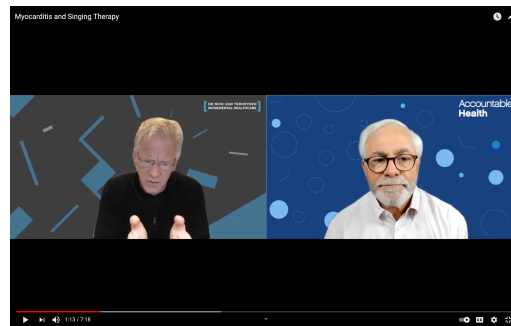 Myocarditis and Singing Therapy
DR NICK VAN TERHEYDEN
INCREMENTAL HEALTHCARE
Accountable
Health
1:13 / 7:18